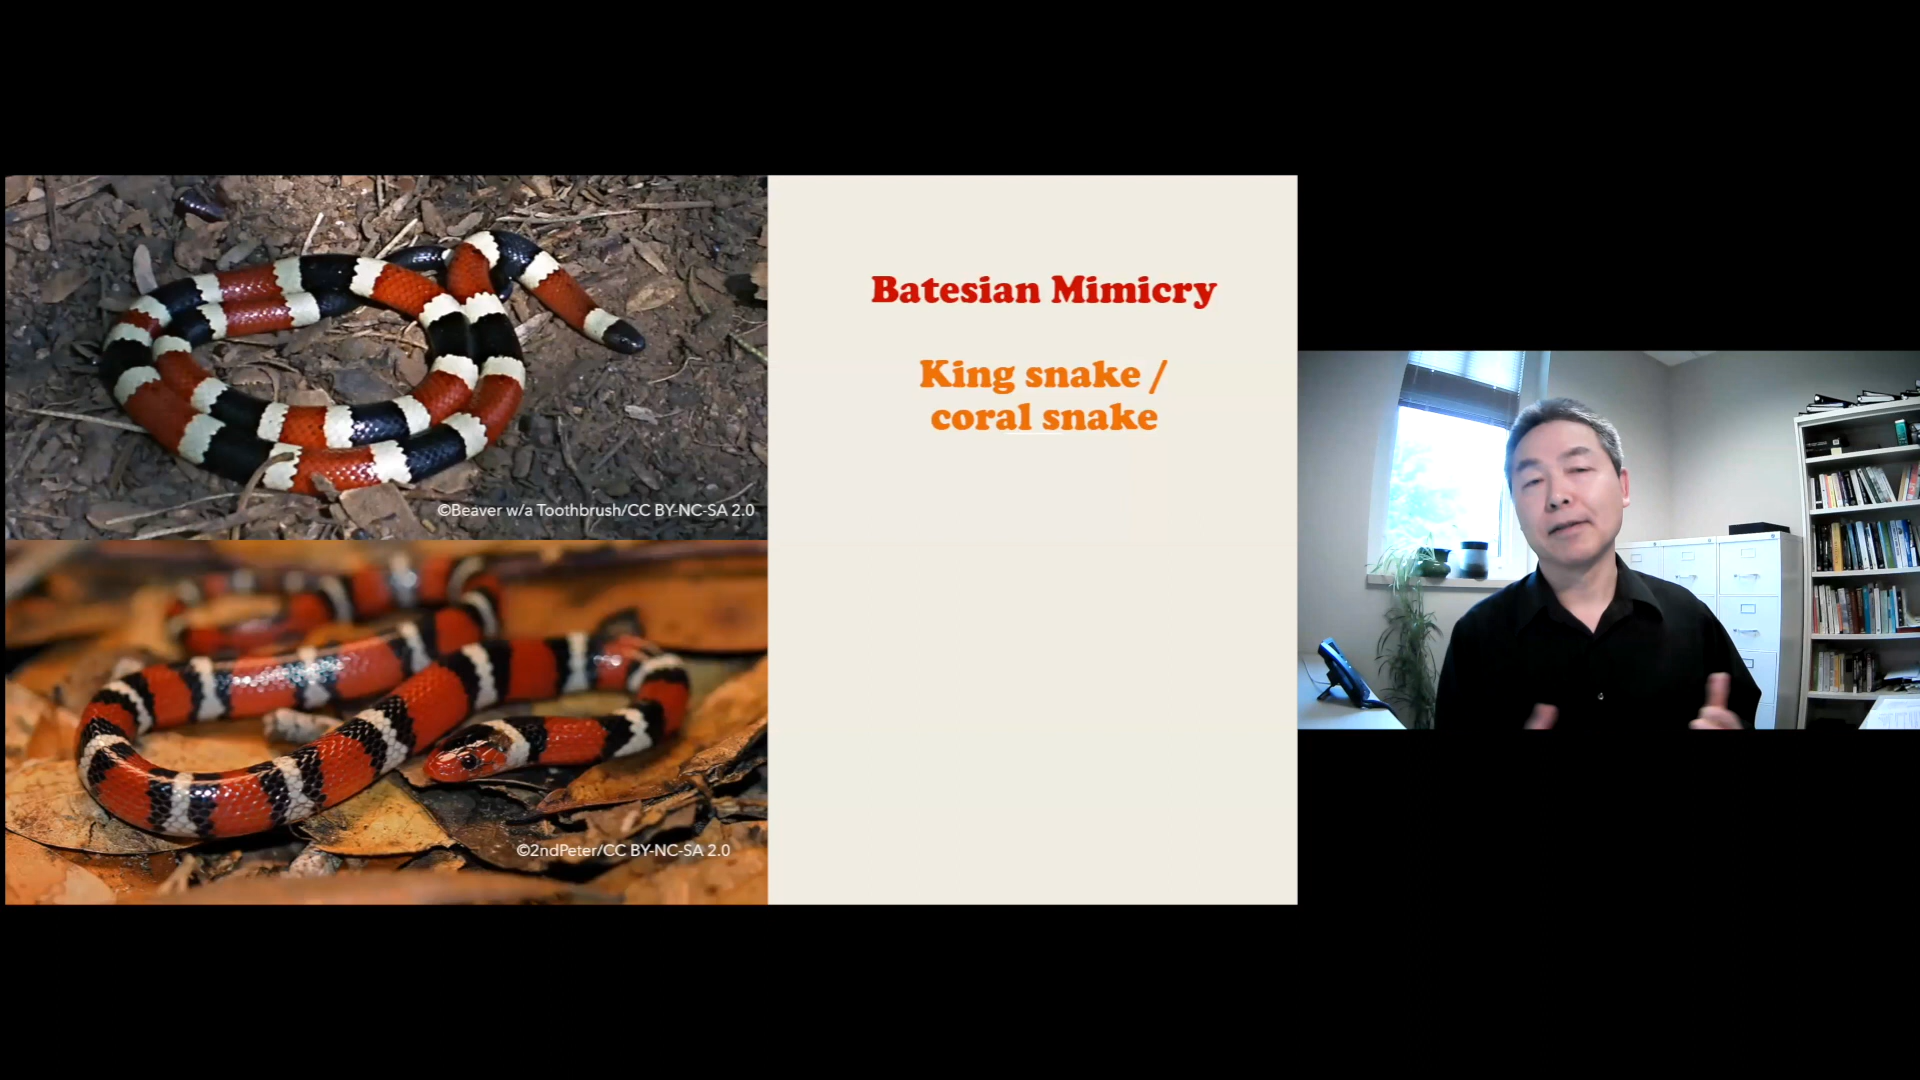 ©Beaver w/a Toothbrush/CC BY-NC-SA 2.0
Batesian Mimicry
King snake /
coral snake
©2ndPeter/CC BY-NC-SA 2.0